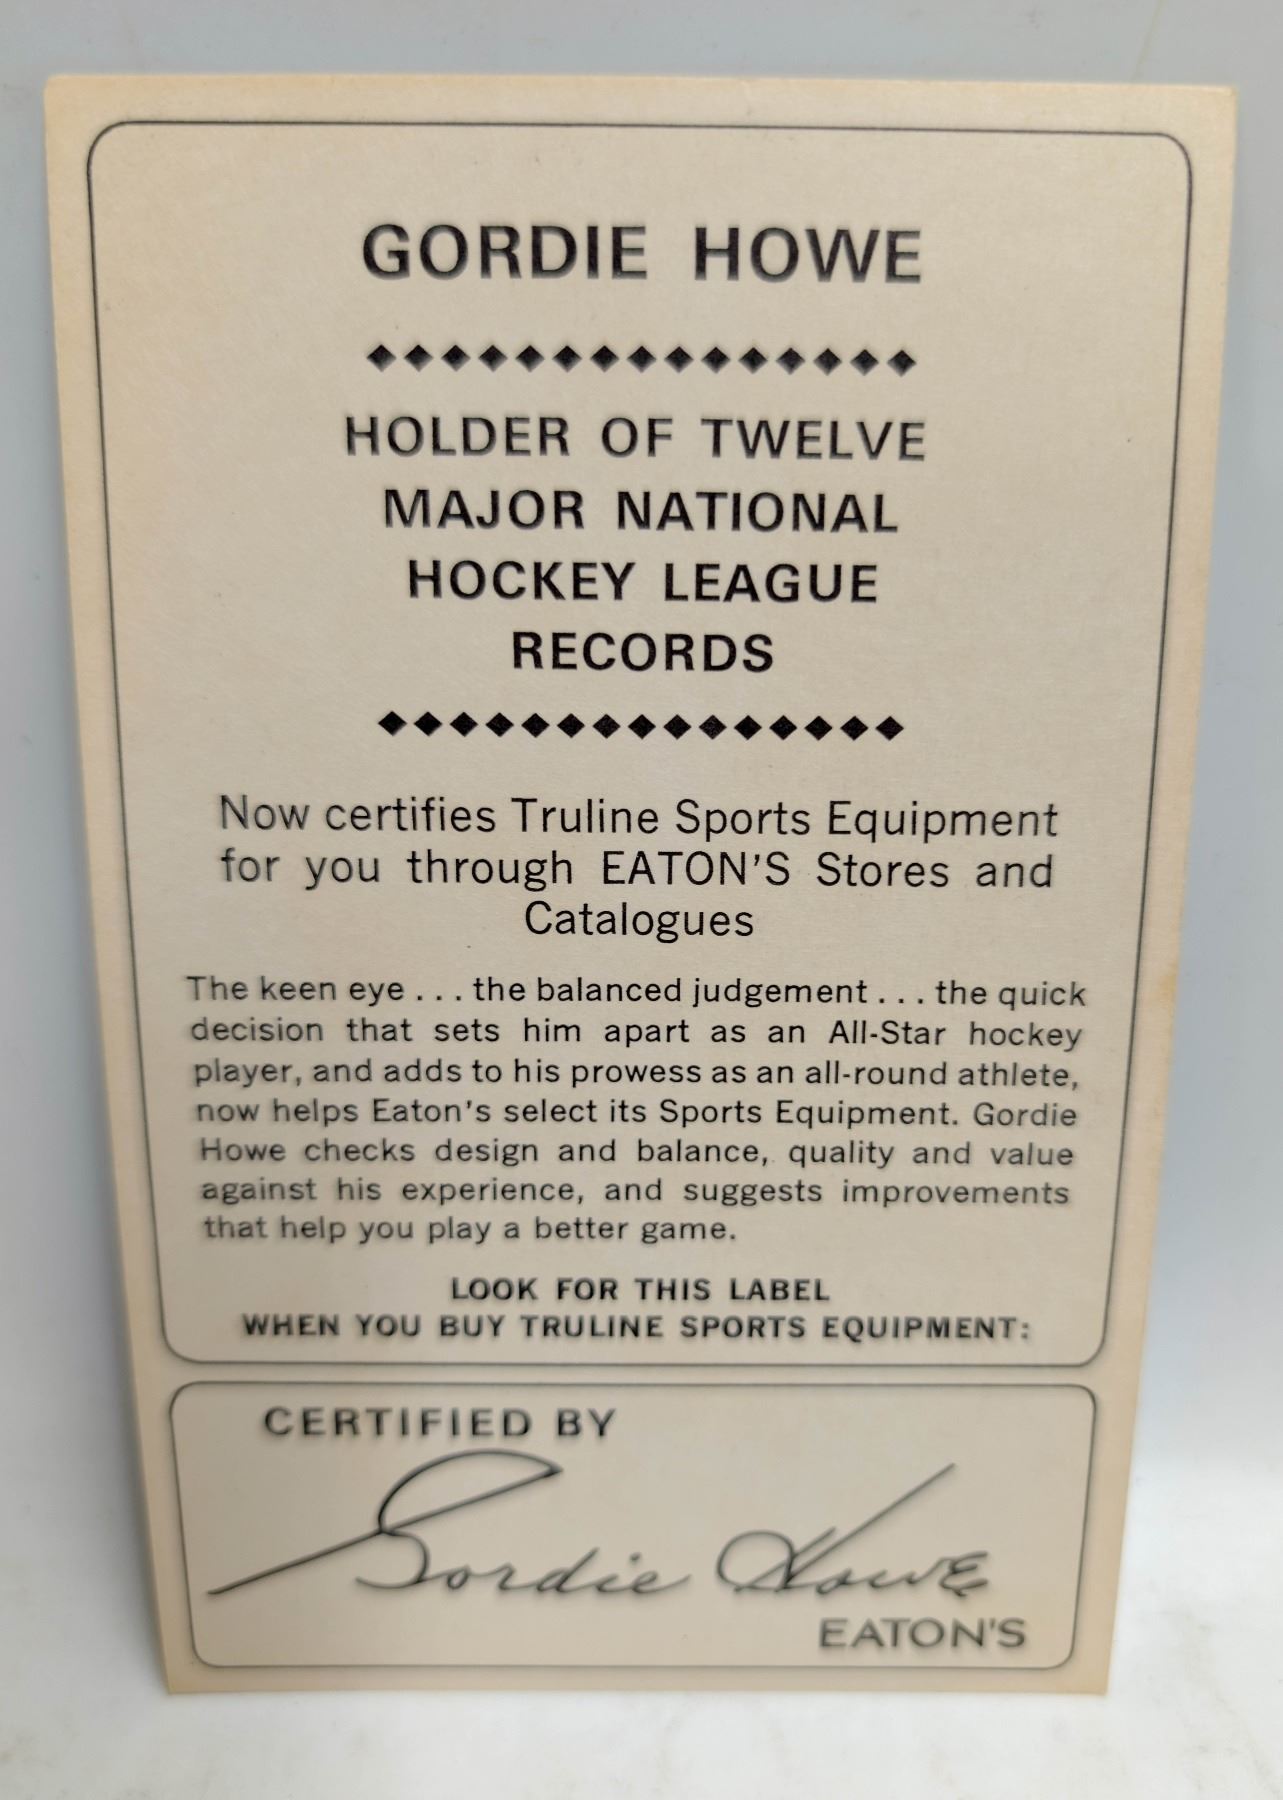 GORDIE HOWE
HOLDER OF TWELVE
MAJOR NATIONAL
HOCKEY LEAGUE
RECORDS
Now certifies Truline Sports Equipment
for you through EATON'S Stores and
Catalogues
The keen eye . . . the balanced judgement . . . the quick
decision that sets him apart as an All-Star hockey
player, and adds to his prowess as an all-round athlete,
now helps Eaton's select its Sports Equipment. Gordie
Howe checks design and balance, quality and value
against his experience, and suggests improvements
that help you play a better game.
LOOK FOR THIS LABEL
WHEN YOU BUY TRULINE SPORTS EQUIPMENT:
CERTIFIED BY
Gordie Howe
EATON'S